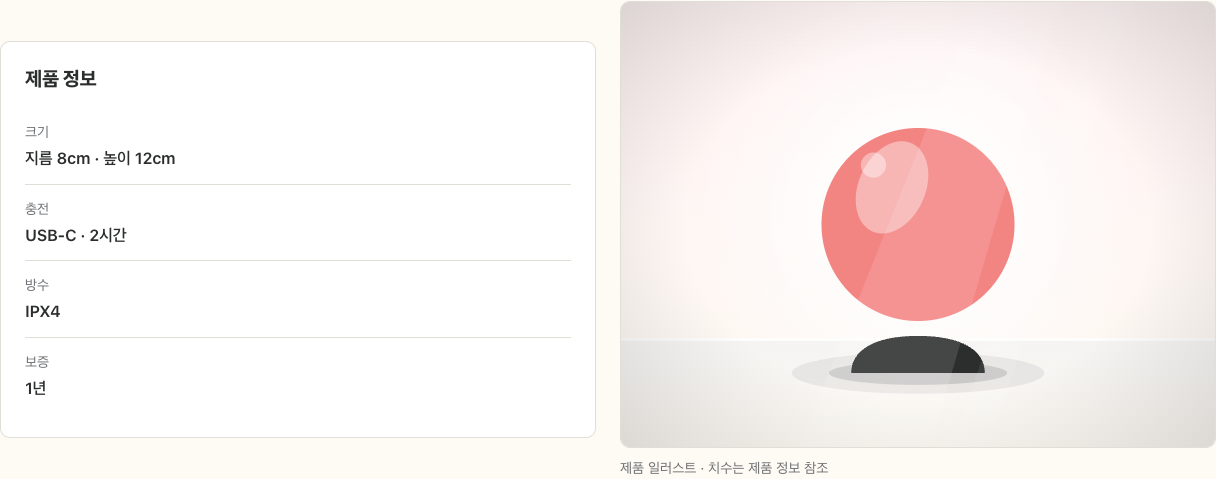 제품 정보
크기
지름 8cm · 높이 12cm
충전
USB-C · 2시간
방수
IPX4
보증
1년
제품 일러스트 · 치수는 제품 정보 참조